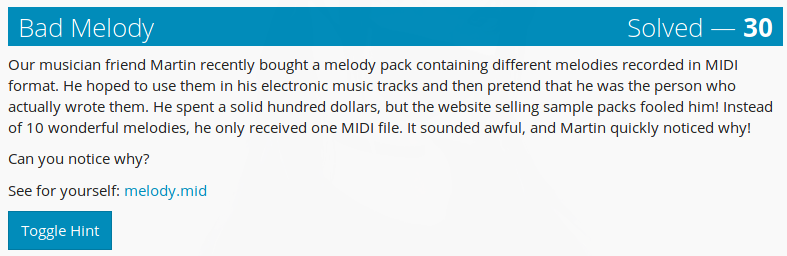 Bad Melody Solved — 30
Our musician friend Martin recently bought a melody pack containing different melodies recorded in MIDI
format. He hoped to use them in his electronic music tracks and then pretend that he was the person who
actually wrote them. He spent a solid hundred dollars, but the website selling sample packs fooled him! Instead
of 10 wonderful melodies, he only received one MIDI file. It sounded awful, and Martin quickly noticed why!
Can you notice why?
See for yourself: melody.mid
Toggle Hint